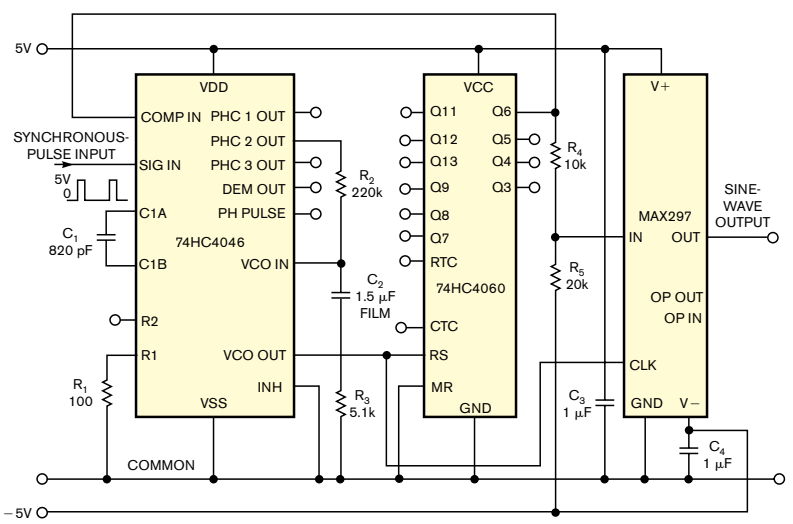 5V
VDD
VCC
V+
COMP IN
PHC 1 OUT
Q11
Q6
SYNCHRONOUS-
PULSE INPUT
PHC 2 OUT
Q12
Q5
R4
10k
SIG IN
PHC 3 OUT
Q13
Q4
5V
0
R2
220k
DEM OUT
Q9
Q3
SINE-
WAVE
OUTPUT
C1A
PH PULSE
Q8
MAX297
C1
820 pF
74HC4046
Q7
IN
OUT
C1B
VCO IN
RTC
C2
1.5 µF
FILM
74HC4060
R5
20k
OP OUT
OP IN
R2
CTC
R1
VCO OUT
RS
CLK
R1
100
INH
MR
R3
5.1k
C3
1 µF
VSS
GND
GND
V−
C4
1 µF
COMMON
−5V